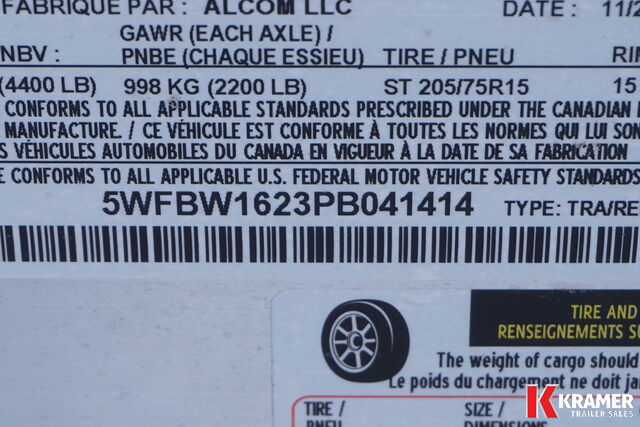 FABRIQUÉ PAR : ALCOM LLC DATE : 11/2
GAWR (EACH AXLE) /
NBV : PNBE (CHAQUE ESSIEU) TIRE / PNEU RIM
(4400 LB) 998 KG (2200 LB) ST 205/75R15 15
CONFORMS TO ALL APPLICABLE STANDARDS PRESCRIBED UNDER THE CANADIAN
MANUFACTURE. / CE VÉHICULE EST CONFORME À TOUTES LES NORMES QUI LUI SON
VÉHICULES AUTOMOBILES DU CANADA EN VIGUEUR À LA DATE DE SA FABRICATION
CONFORMS TO ALL APPLICABLE U.S. FEDERAL MOTOR VEHICLE SAFETY STANDARDS
5WFBW1623PB041414 TYPE: TRA/RE
TIRE AND
RENSEIGNEMENTS S
The weight of cargo should
Le poids du chargement ne doit jam
TIRE / SIZE /
PNEU DIMENSIONS
K KRAMER
TRAILER SALES